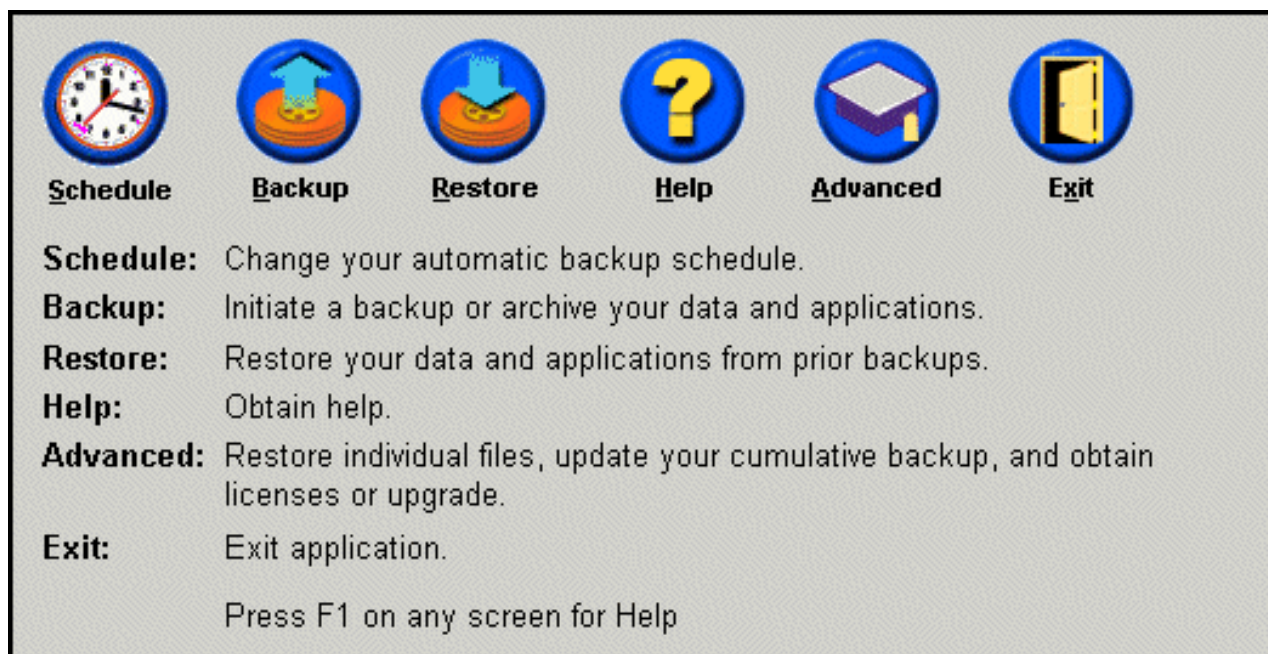 Schedule Backup Restore Help Advanced Exit
Schedule: Change your automatic backup schedule.
Backup: Initiate a backup or archive your data and applications.
Restore: Restore your data and applications from prior backups.
Help: Obtain help.
Advanced: Restore individual files, update your cumulative backup, and obtain
licenses or upgrade.
Exit: Exit application.
Press F1 on any screen for Help